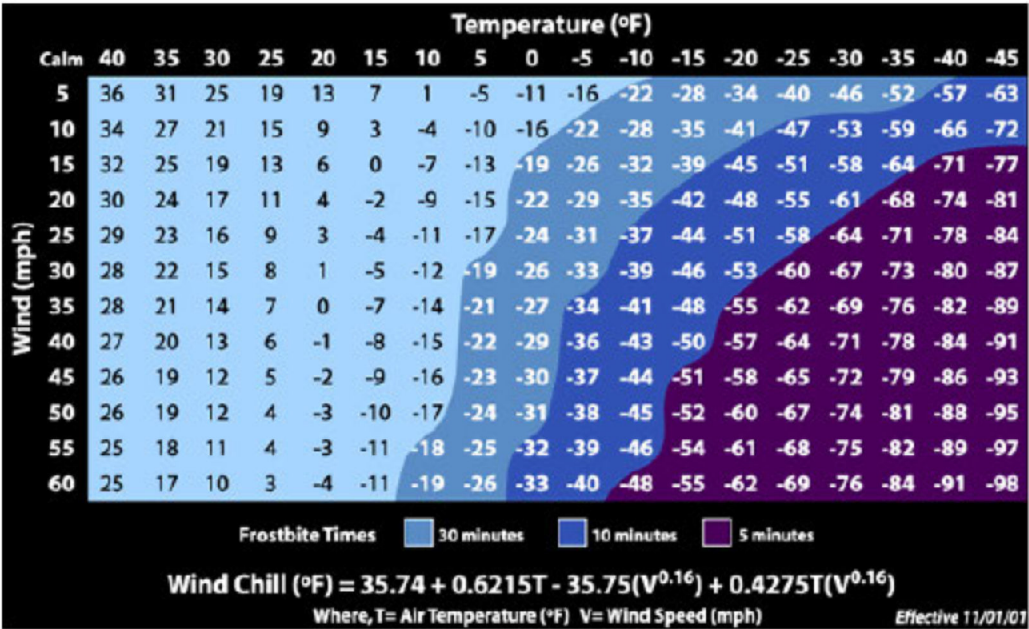 Temperature (ºF)
Calm 40 35 30 25 20 15 10 5 0 -5 -10 -15 -20 -25 -30 -35 -40 -45
5 36 31 25 19 13 7 1 -5 -11 -16 -22 -28 -34 -40 -46 -52 -57 -63
10 34 27 21 15 9 3 -4 -10 -16 -22 -28 -35 -41 -47 -53 -59 -66 -72
15 32 25 19 13 6 0 -7 -13 -19 -26 -32 -39 -45 -51 -58 -64 -71 -77
20 30 24 17 11 4 -2 -9 -15 -22 -29 -35 -42 -48 -55 -61 -68 -74 -81
25 29 23 16 9 3 -4 -11 -17 -24 -31 -37 -44 -51 -58 -64 -71 -78 -84
30 28 22 15 8 1 -5 -12 -19 -26 -33 -39 -46 -53 -60 -67 -73 -80 -87
35 28 21 14 7 0 -7 -14 -21 -27 -34 -41 -48 -55 -62 -69 -76 -82 -89
40 27 20 13 6 -1 -8 -15 -22 -29 -36 -43 -50 -57 -64 -71 -78 -84 -91
45 26 19 12 5 -2 -9 -16 -23 -30 -37 -44 -51 -58 -65 -72 -79 -86 -93
50 26 19 12 4 -3 -10 -17 -24 -31 -38 -45 -52 -60 -67 -74 -81 -88 -95
55 25 18 11 4 -3 -11 -18 -25 -32 -39 -46 -54 -61 -68 -75 -82 -89 -97
60 25 17 10 3 -4 -11 -19 -26 -33 -40 -48 -55 -62 -69 -76 -84 -91 -98
Wind (mph)
Frostbite Times 30 minutes 10 minutes 5 minutes
Wind Chill (ºF) = 35.74 + 0.6215T - 35.75(V^0.16) + 0.4275T(V^0.16)
Where, T= Air Temperature (ºF) V= Wind Speed (mph) Effective 11/01/01